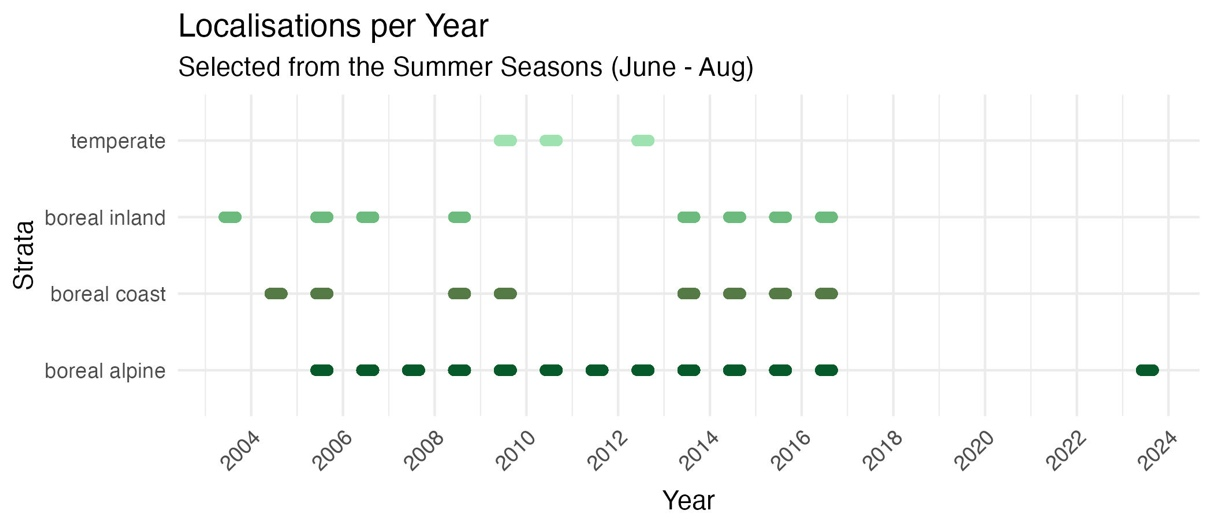 Localisations per Year
Selected from the Summer Seasons (June - Aug)
temperate
boreal inland
boreal coast
boreal alpine
Strata
2004
2006
2008
2010
2012
2014
2016
2018
2020
2022
2024
Year